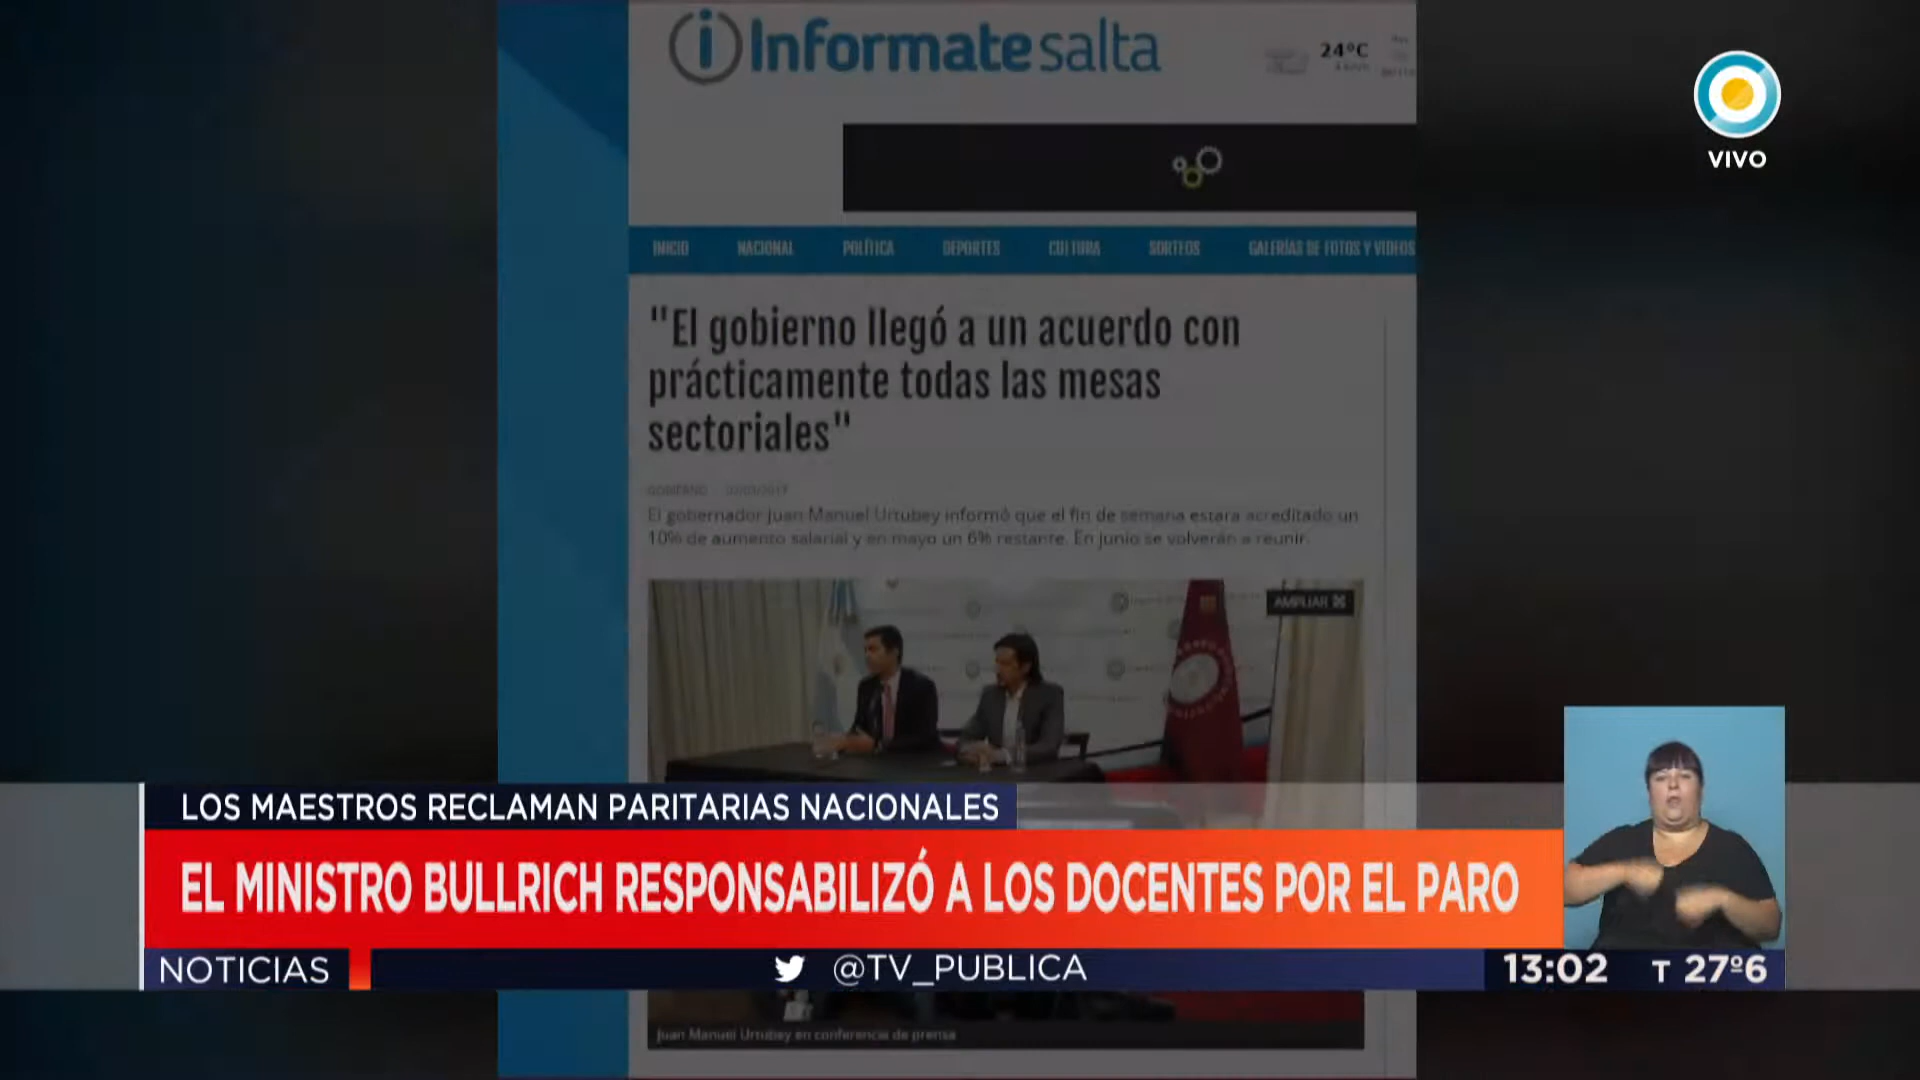 Informate salta
24°C
VIVO
INICIO NACIONAL POLÍTICA DEPORTES CULTURA SORTEOS GALERÍAS DE FOTOS Y VIDEOS
"El gobierno llegó a un acuerdo con
prácticamente todas las mesas
sectoriales"
GOBIERNO 02/03/2017
El gobernador Juan Manuel Urtubey informó que el fin de semana estará acreditado un
10% de aumento salarial y en mayo un 6% restante. En junio se volverán a reunir.
AMPLIAR
LOS MAESTROS RECLAMAN PARITARIAS NACIONALES
EL MINISTRO BULLRICH RESPONSABILIZÓ A LOS DOCENTES POR EL PARO
NOTICIAS @TV_PUBLICA 13:02 T 27º6
Juan Manuel Urtubey en conferencia de prensa